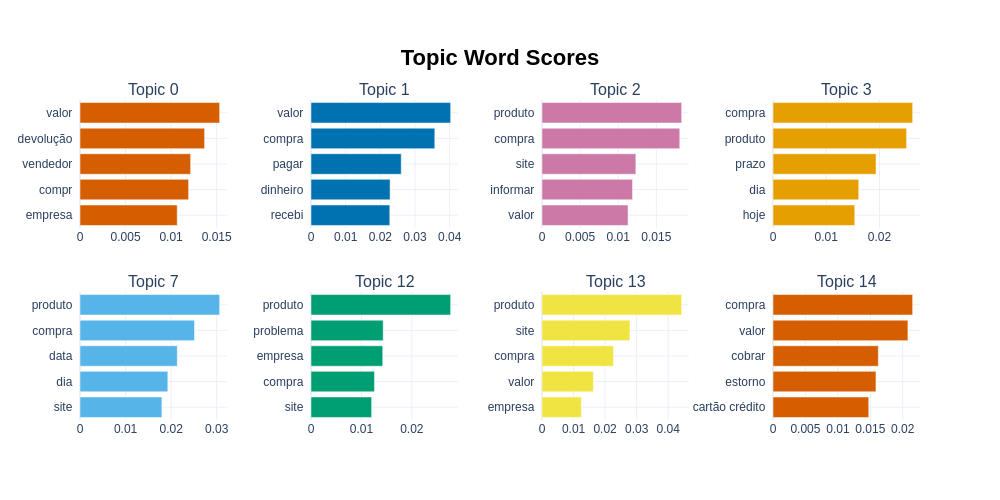 Topic Word Scores
Topic 0
valor
devolução
vendedor
compr
empresa
0 0.005 0.01 0.015
Topic 1
valor
compra
pagar
dinheiro
recebi
0 0.01 0.02 0.03 0.04
Topic 2
produto
compra
site
informar
valor
0 0.005 0.01 0.015
Topic 3
compra
produto
prazo
dia
hoje
0 0.01 0.02
Topic 7
produto
compra
data
dia
site
0 0.01 0.02 0.03
Topic 12
produto
problema
empresa
compra
site
0 0.01 0.02
Topic 13
produto
site
compra
valor
empresa
0 0.01 0.02 0.03 0.04
Topic 14
compra
valor
cobrar
estorno
cartão crédito
0 0.005 0.01 0.015 0.02